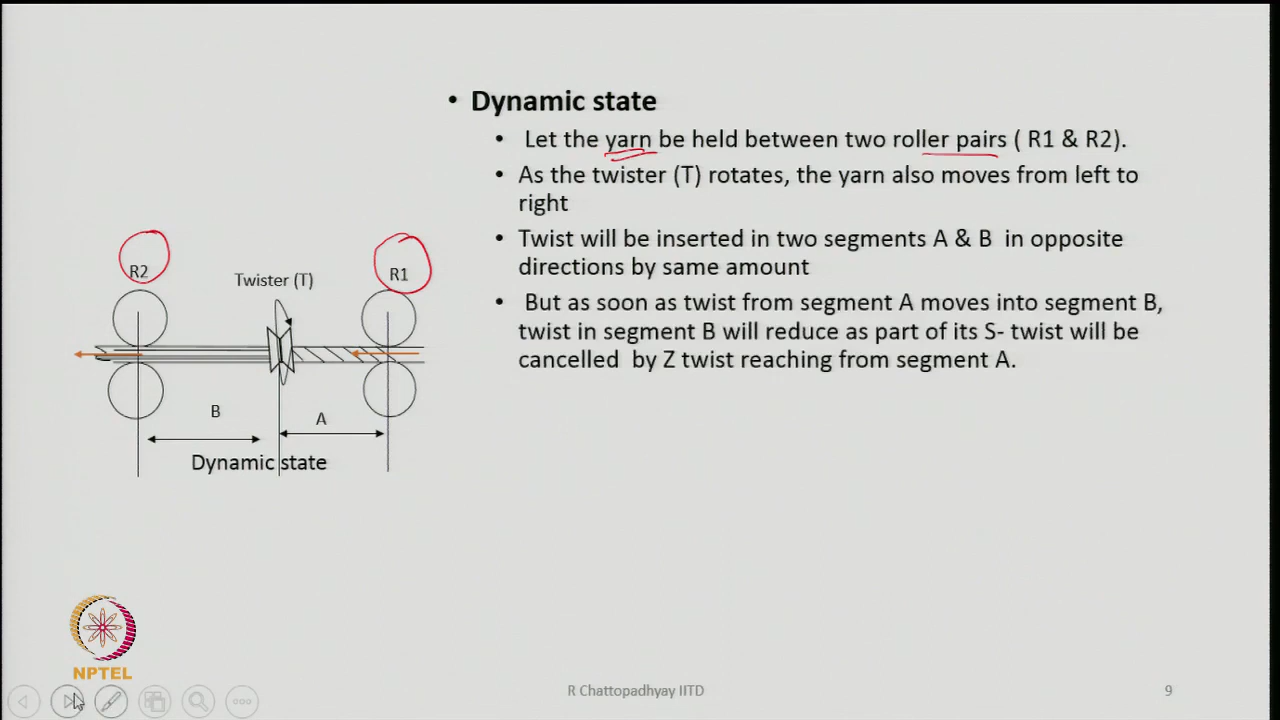 • Dynamic state
• Let the yarn be held between two roller pairs ( R1 & R2).
• As the twister (T) rotates, the yarn also moves from left to
right
• Twist will be inserted in two segments A & B in opposite
directions by same amount
• But as soon as twist from segment A moves into segment B,
twist in segment B will reduce as part of its S- twist will be
cancelled by Z twist reaching from segment A.
R2
Twister (T)
R1
B
A
Dynamic state
NPTEL
R Chattopadhyay IITD
9